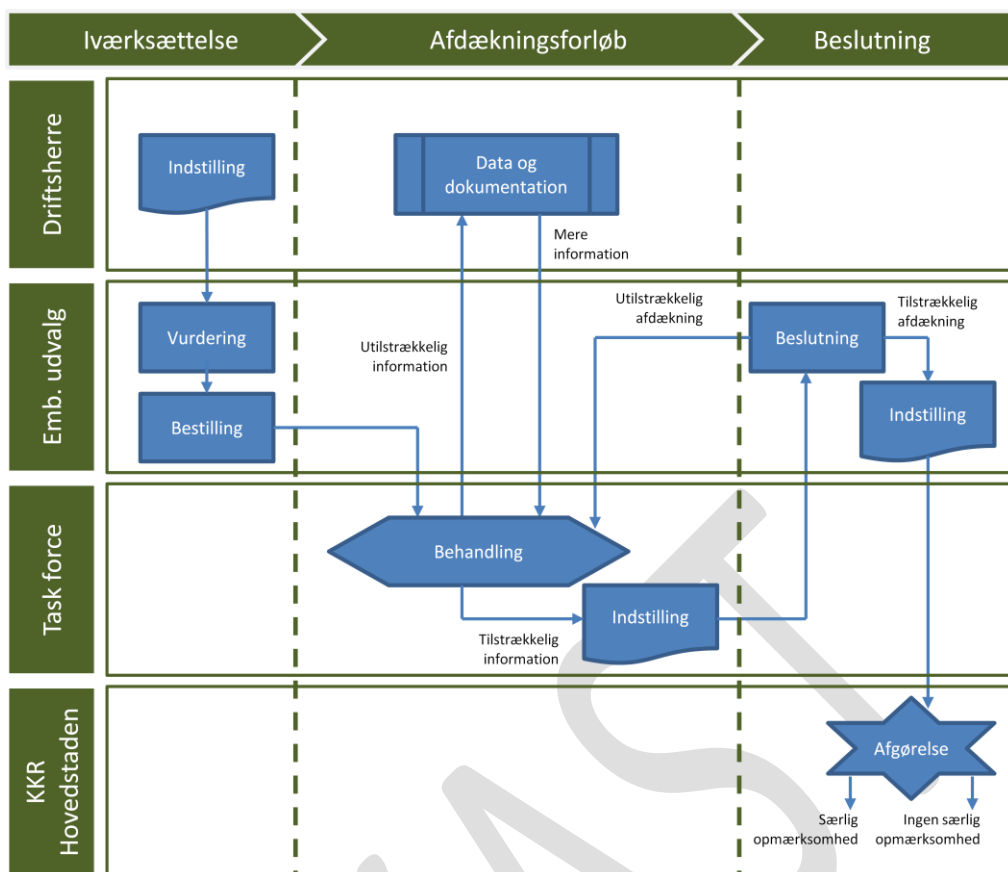 Iværksættelse
Afdækningsforløb
Beslutning
Driftsherre
Indstilling
Data og
dokumentation
Mere
information
Emb. udvalg
Vurdering
Bestilling
Utilstrækkelig
information
Utilstrækkelig
afdækning
Beslutning
Tilstrækkelig
afdækning
Indstilling
Task force
Behandling
Tilstrækkelig
information
Indstilling
KKR
Hovedstaden
Afgørelse
Særlig
opmærksomhed
Ingen særlig
opmærksomhed